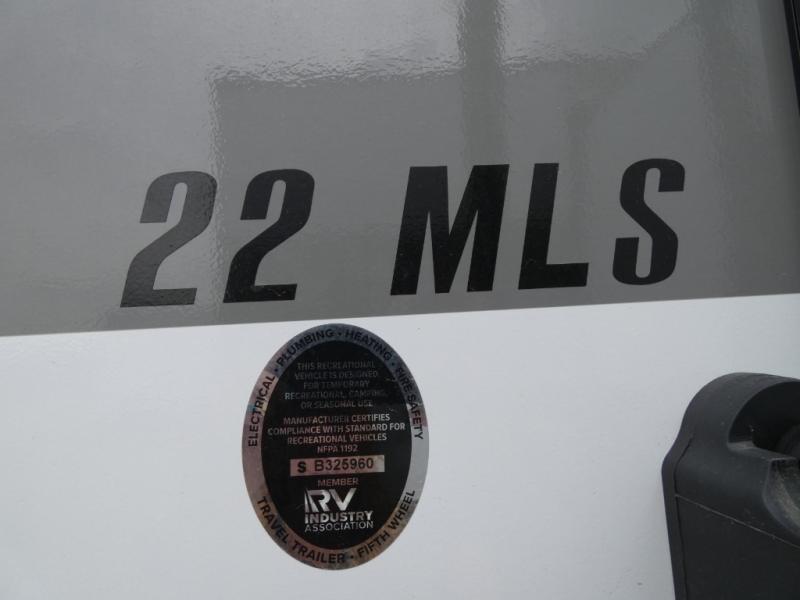 22 MLS
ELECTRICAL • PLUMBING • HEATING • FIRE SAFETY
THIS RECREATIONAL
VEHICLE IS DESIGNED
FOR TEMPORARY
RECREATIONAL, CAMPING,
OR SEASONAL USE.
MANUFACTURER CERTIFIES
COMPLIANCE WITH STANDARD FOR
RECREATIONAL VEHICLES
NFPA 1192
S B325960
MEMBER
RV
INDUSTRY
ASSOCIATION
TRAVEL TRAILER • FIFTH WHEEL